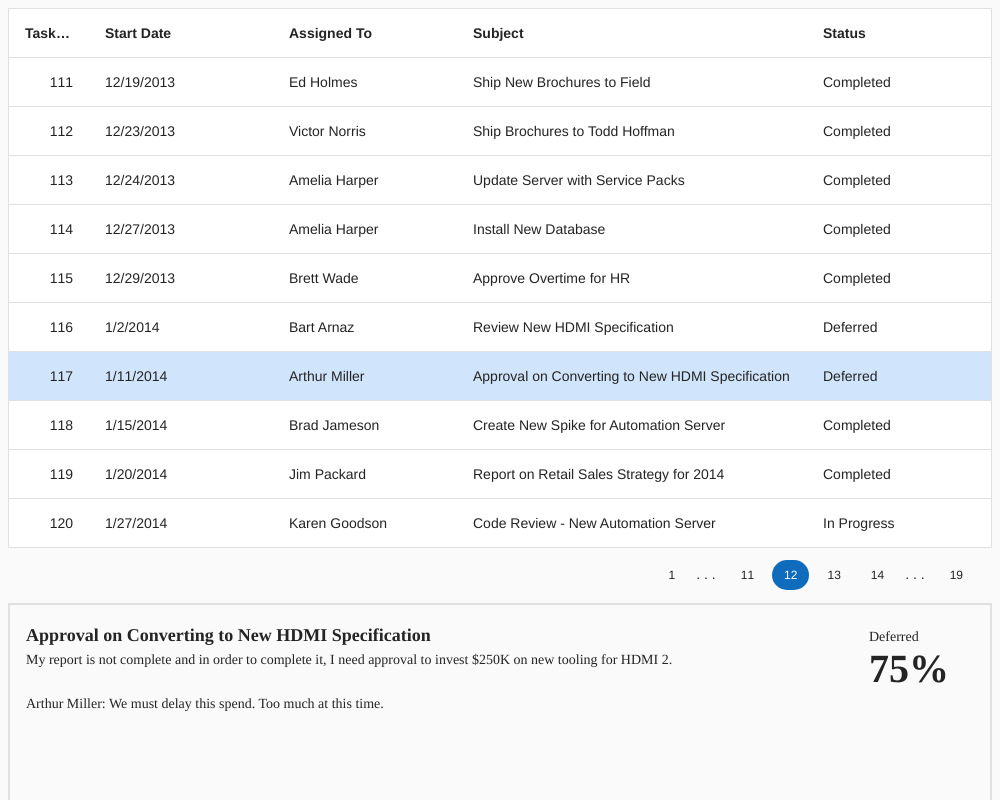 Task... Start Date Assigned To Subject Status
111 12/19/2013 Ed Holmes Ship New Brochures to Field Completed
112 12/23/2013 Victor Norris Ship Brochures to Todd Hoffman Completed
113 12/24/2013 Amelia Harper Update Server with Service Packs Completed
114 12/27/2013 Amelia Harper Install New Database Completed
115 12/29/2013 Brett Wade Approve Overtime for HR Completed
116 1/2/2014 Bart Arnaz Review New HDMI Specification Deferred
117 1/11/2014 Arthur Miller Approval on Converting to New HDMI Specification Deferred
118 1/15/2014 Brad Jameson Create New Spike for Automation Server Completed
119 1/20/2014 Jim Packard Report on Retail Sales Strategy for 2014 Completed
120 1/27/2014 Karen Goodson Code Review - New Automation Server In Progress
1 . . . 11 12 13 14 . . . 19
Approval on Converting to New HDMI Specification
My report is not complete and in order to complete it, I need approval to invest $250K on new tooling for HDMI 2.
Arthur Miller: We must delay this spend. Too much at this time.
Deferred
75%